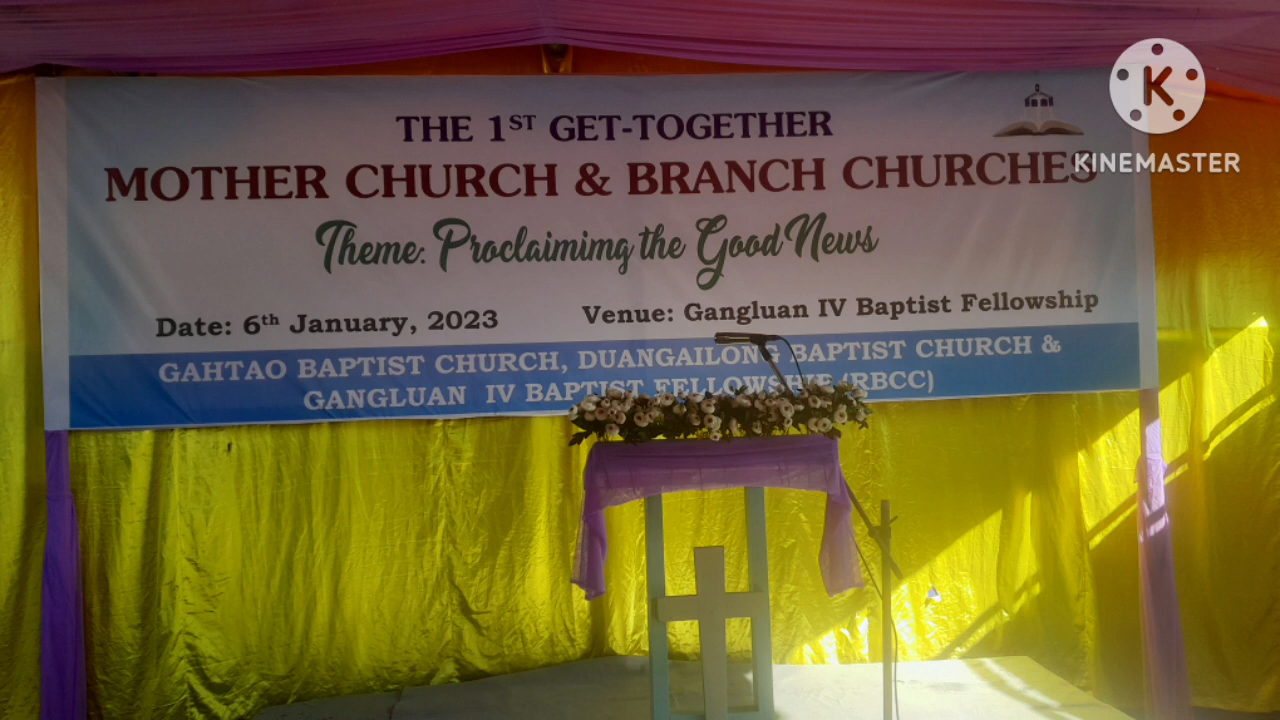 THE 1ST GET-TOGETHER
MOTHER CHURCH & BRANCH CHURCHES
Theme: Proclaimimg the Good News
Date: 6th January, 2023
Venue: Gangluan IV Baptist Fellowship
GAHTAO BAPTIST CHURCH, DUANGAILONG BAPTIST CHURCH &
GANGLUAN IV BAPTIST FELLOWSHIP (RBCC)
K
KINEMASTER